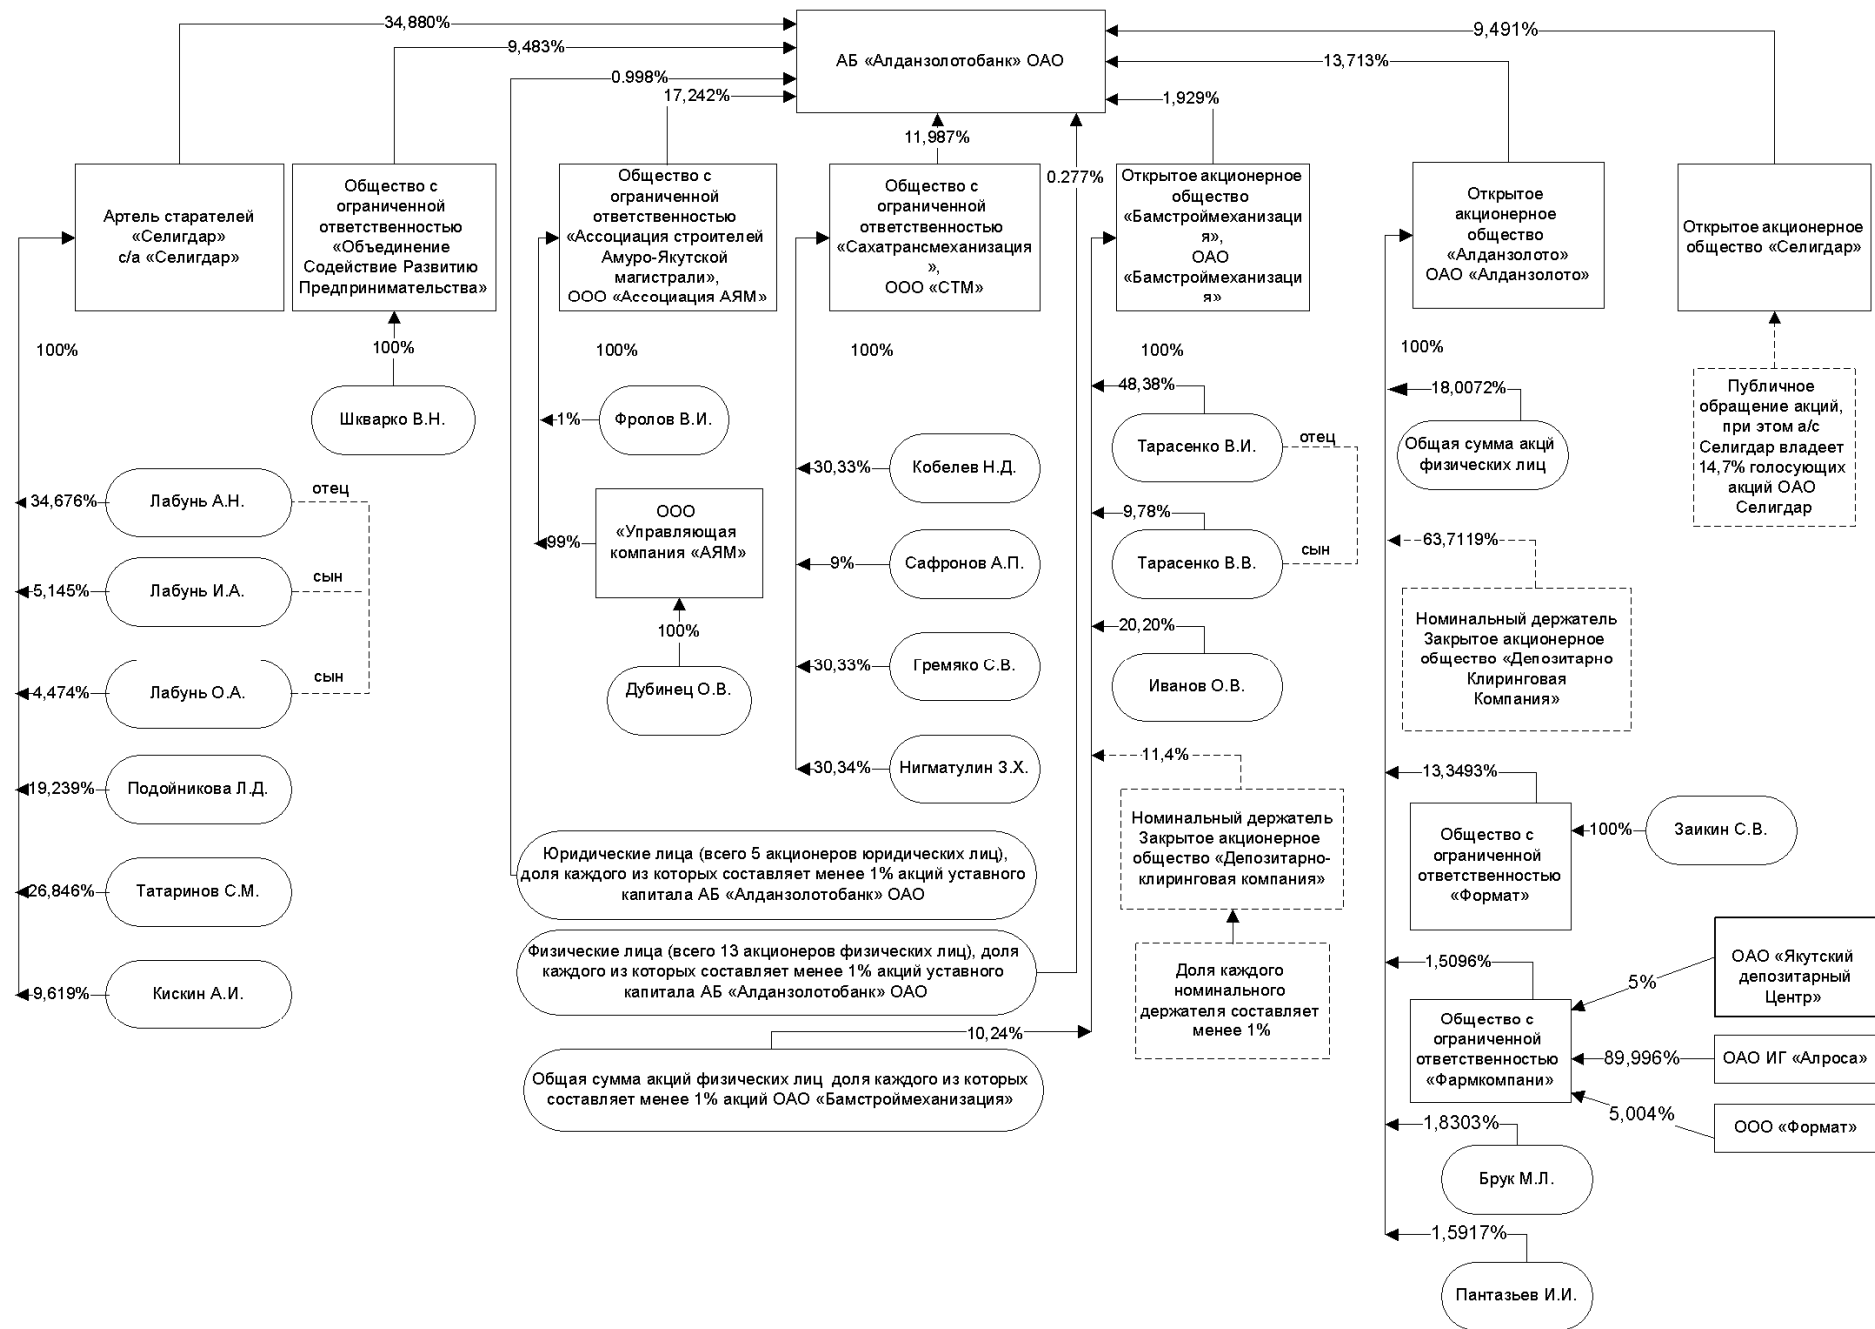 34,880%
9,483%
0.998%
17,242%
АБ «Алданзолотобанк» ОАО
9,491%
13,713%
1,929%
11,987%
0.277%
Артель старателей
«Селигдар»
с/а «Селигдар»
Общество с
ограниченной
ответственностью
«Объединение
Содействие Развитию
Предпринимательства»
Общество с
ограниченной
ответственностью
«Ассоциация строителей
Амуро-Якутской
магистрали»,
ООО «Ассоциация АЯМ»
Общество с
ограниченной
ответственностью
«Сахатрансмеханизация
»,
ООО «СТМ»
Открытое акционерное
общество
«Бамстроймеханизаци
я»,
ОАО
«Бамстроймеханизаци
я»
Открытое
акционерное
общество
«Алданзолото»
ОАО «Алданзолото»
Открытое акционерное
общество «Селигдар»
100%
100%
100%
100%
100%
100%
Шкварко В.Н.
34,676%
Лабунь А.Н.
отец
5,145%
Лабунь И.А.
сын
4,474%
Лабунь О.А.
сын
19,239%
Подойникова Л.Д.
26,846%
Татаринов С.М.
9,619%
Кискин А.И.
1%
Фролов В.И.
99%
ООО
«Управляющая
компания «АЯМ»
100%
Дубинец О.В.
30,33%
Кобелев Н.Д.
9%
Сафронов А.П.
30,33%
Гремяко С.В.
30,34%
Нигматулин З.Х.
Юридические лица (всего 5 акционеров юридических лиц),
доля каждого из которых составляет менее 1% акций уставного
капитала АБ «Алданзолотобанк» ОАО
Физические лица (всего 13 акционеров физических лиц), доля
каждого из которых составляет менее 1% акций уставного
капитала АБ «Алданзолотобанк» ОАО
10,24%
Общая сумма акций физических лиц доля каждого из которых
составляет менее 1% акций ОАО «Бамстроймеханизация»
48,38%
Тарасенко В.И.
отец
9,78%
Тарасенко В.В.
сын
20,20%
Иванов О.В.
11,4%
Номинальный держатель
Закрытое акционерное
общество «Депозитарно-
клиринговая компания»
Доля каждого
номинального
держателя составляет
менее 1%
18,0072%
Общая сумма акцй
физических лиц
63,7119%
Номинальный держатель
Закрытое акционерное
общество «Депозитарно
Клиринговая
Компания»
13,3493%
Общество с
ограниченной
ответственностью
«Формат»
100%
Заикин С.В.
1,5096%
Общество с
ограниченной
ответственностью
«Фармкомпани»
5%
ОАО «Якутский
депозитарный
Центр»
89,996%
ОАО ИГ «Алроса»
5,004%
ООО «Формат»
1,8303%
Брук М.Л.
1,5917%
Пантазьев И.И.
Публичное
обращение акций,
при этом а/с
Селигдар владеет
14,7% голосующих
акций ОАО
Селигдар